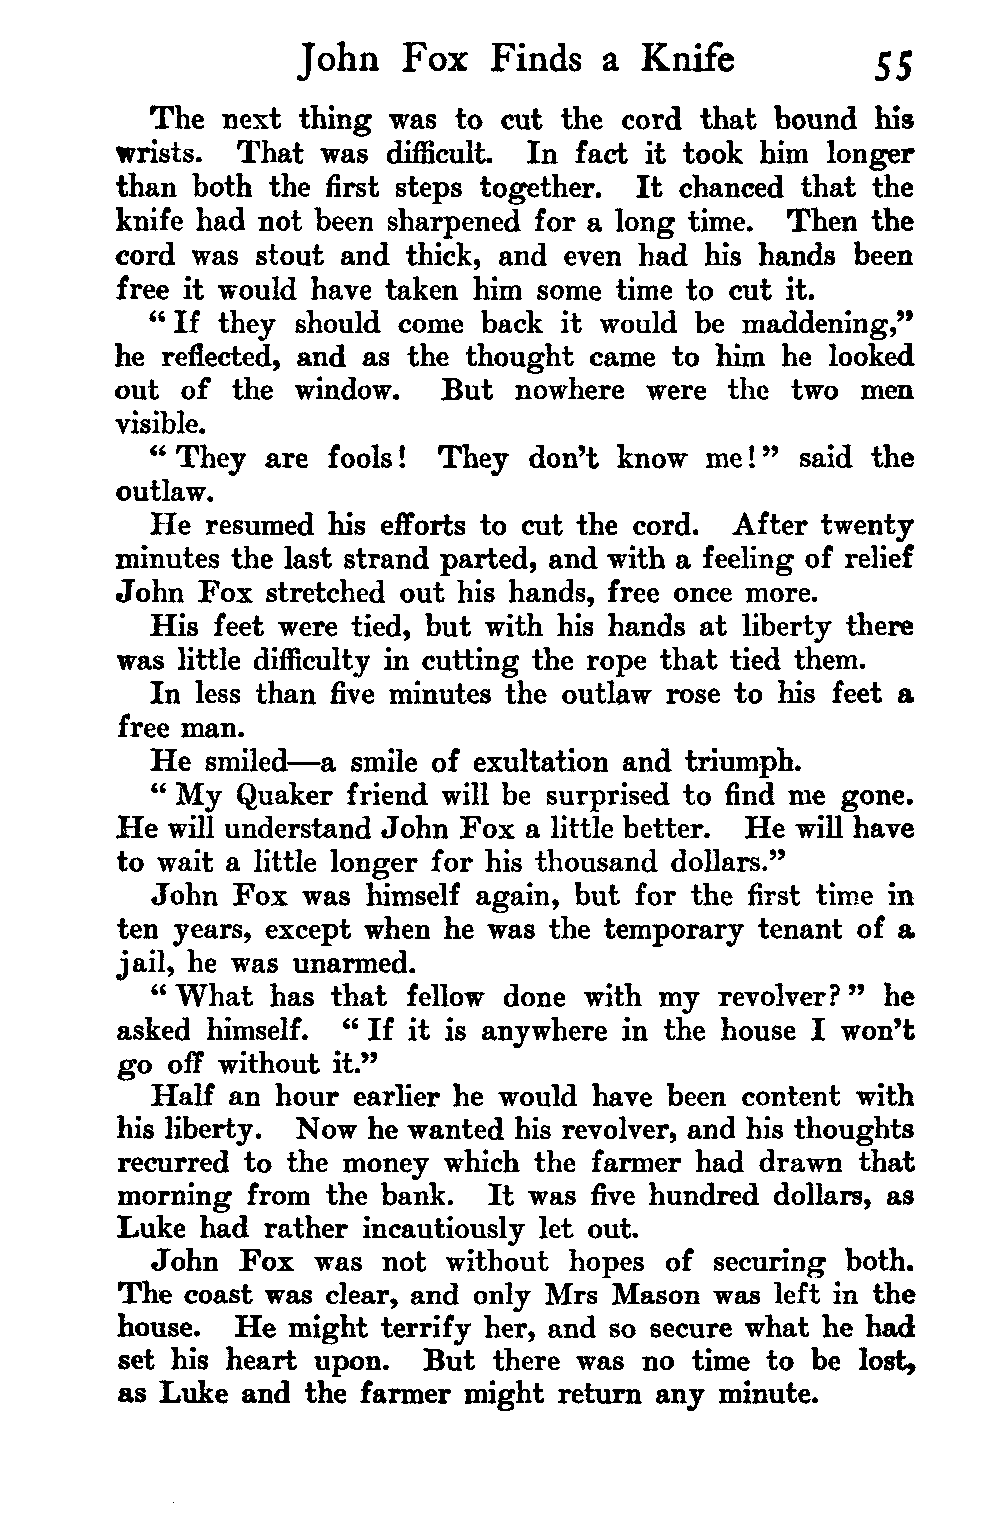 John Fox Finds a Knife 55
The next thing was to cut the cord that bound his
wrists. That was difficult. In fact it took him longer
than both the first steps together. It chanced that the
knife had not been sharpened for a long time. Then the
cord was stout and thick, and even had his hands been
free it would have taken him some time to cut it.
“If they should come back it would be maddening,”
he reflected, and as the thought came to him he looked
out of the window. But nowhere were the two men
visible.
“They are fools! They don't know me!” said the
outlaw.
He resumed his efforts to cut the cord. After twenty
minutes the last strand parted, and with a feeling of relief
John Fox stretched out his hands, free once more.
His feet were tied, but with his hands at liberty there
was little difficulty in cutting the rope that tied them.
In less than five minutes the outlaw rose to his feet a
free man.
He smiled—a smile of exultation and triumph.
“My Quaker friend will be surprised to find me gone.
He will understand John Fox a little better. He will have
to wait a little longer for his thousand dollars.”
John Fox was himself again, but for the first time in
ten years, except when he was the temporary tenant of a
jail, he was unarmed.
“What has that fellow done with my revolver?” he
asked himself. “If it is anywhere in the house I won't
go off without it.”
Half an hour earlier he would have been content with
his liberty. Now he wanted his revolver, and his thoughts
recurred to the money which the farmer had drawn that
morning from the bank. It was five hundred dollars, as
Luke had rather incautiously let out.
John Fox was not without hopes of securing both.
The coast was clear, and only Mrs Mason was left in the
house. He might terrify her, and so secure what he had
set his heart upon. But there was no time to be lost,
as Luke and the farmer might return any minute.